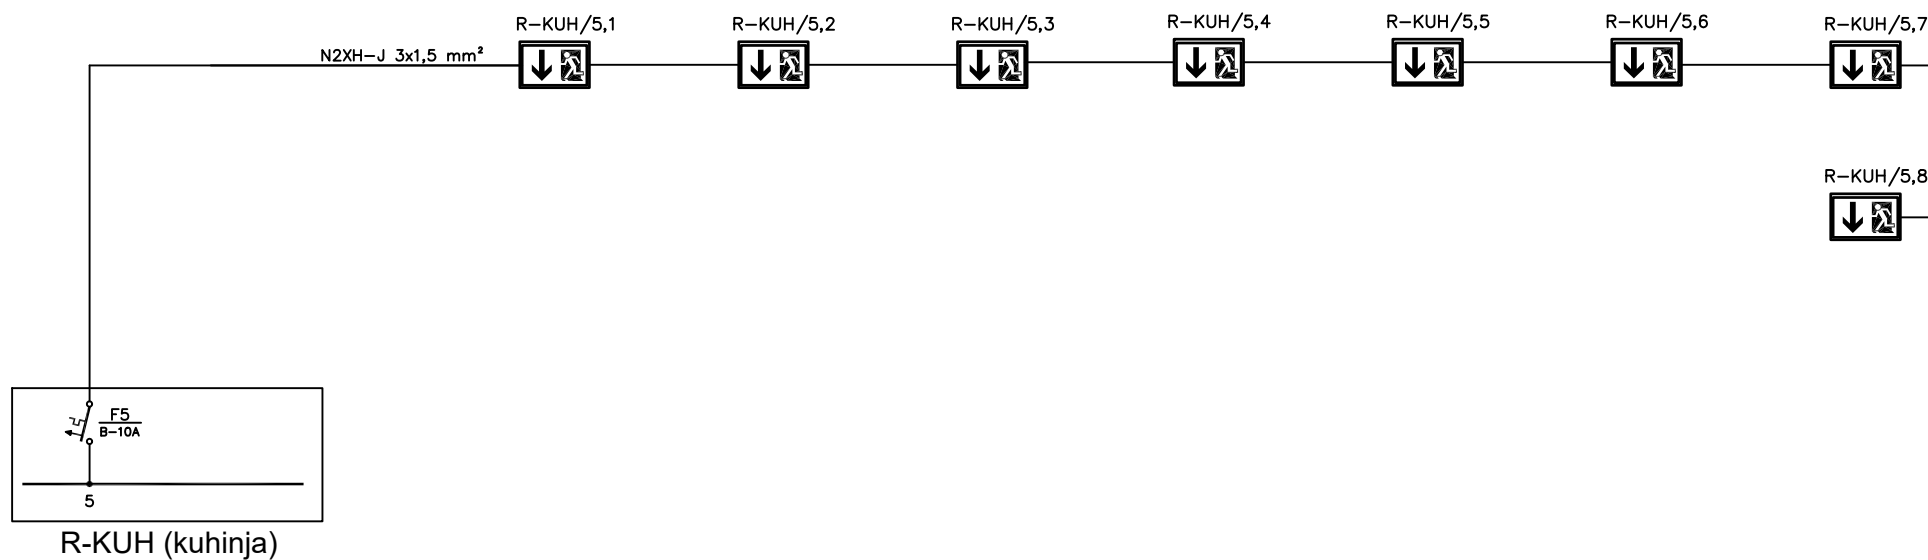 R-KUH/5,1
R-KUH/5,2
R-KUH/5,3
R-KUH/5,4
R-KUH/5,5
R-KUH/5,6
R-KUH/5,7
N2XH-J 3x1,5 mm²
R-KUH/5,8
F5
B-10A
5
R-KUH (kuhinja)